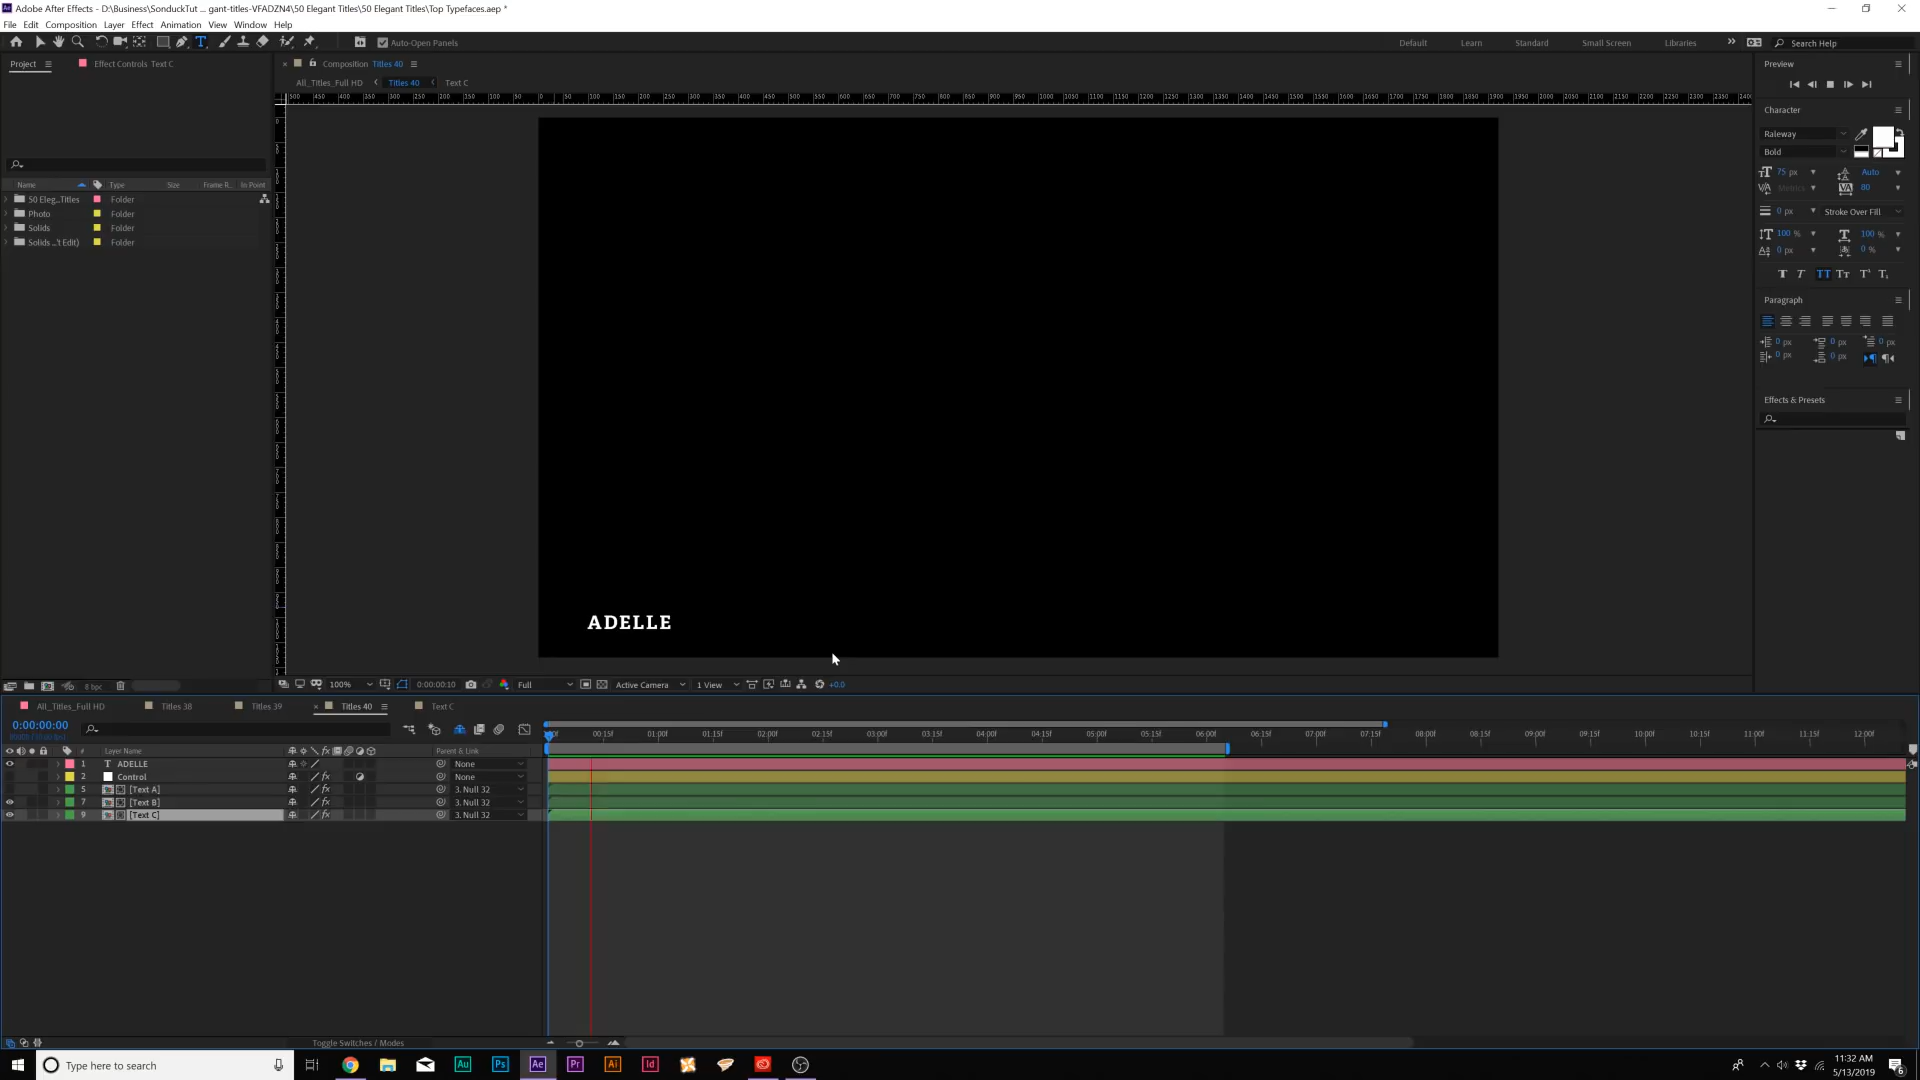 Adobe After Effects - D:\Business\SonduckTut ... gant-titles-VFADZN4\50 Elegant Titles\50 Elegant Titles\Top Typefaces.aep *
File Edit Composition Layer Effect Animation View Window Help
Auto-Open Panels
Default Learn Standard Small Screen Libraries Search Help
Project Effect Controls Text C
Composition Titles 40
All_Titles_Full HD Titles 40 Text C
Preview
Character
Raleway
Bold
75 px Auto
Metrics 80
0 px Stroke Over Fill
100 % 100 %
0 px 0 %
Paragraph
0 px 0 px 0 px
0 px 0 px
Effects & Presets
Name Type Size Frame R... In Point
50 Eleg...Titles Folder
Photo Folder
Solids Folder
Solids ...'t Edit) Folder
ADELLE
8 bpc
100% 0:00:00:10 Full Active Camera 1 View +0.0
All_Titles_Full HD Titles 38 Titles 39 Titles 40 Text C
0:00:00:00
00:15f 01:00f 01:15f 02:00f 02:15f 03:00f 03:15f 04:00f 04:15f 05:00f 05:15f 06:00f 06:15f 07:00f 07:15f 08:00f 08:15f 09:00f 09:15f 10:00f 10:15f 11:00f 11:15f 12:00f
# Layer Name Parent & Link
1 ADELLE None
2 Control None
5 [Text A] 3. Null 32
7 [Text B] 3. Null 32
9 [Text C] 3. Null 32
Toggle Switches / Modes
Type here to search
Au Ps Ae Pr Ai Id
11:32 AM
5/13/2019
6